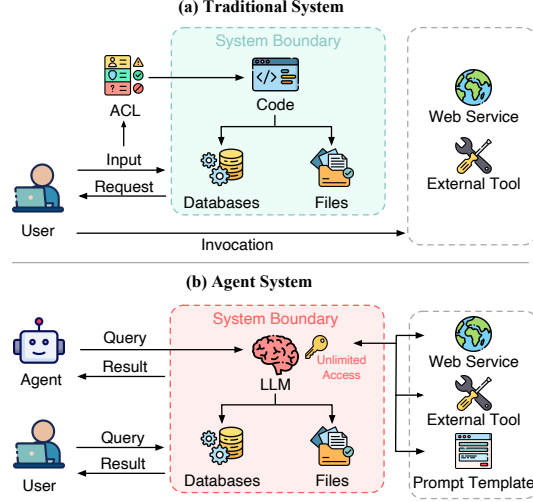 (a) Traditional System
System Boundary
ACL
Code
Input
Request
User
Databases
Files
Web Service
External Tool
Invocation
(b) Agent System
System Boundary
Query
Result
Agent
LLM
Unlimited
Access
Query
Result
User
Databases
Files
Web Service
External Tool
Prompt Template